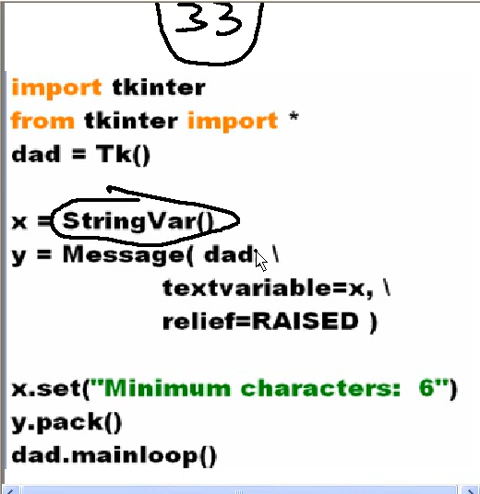 33
import tkinter
from tkinter import *
dad = Tk()
x = StringVar()
y = Message( dad, \
textvariable=x, \
relief=RAISED )
x.set("Minimum characters:  6")
y.pack()
dad.mainloop()